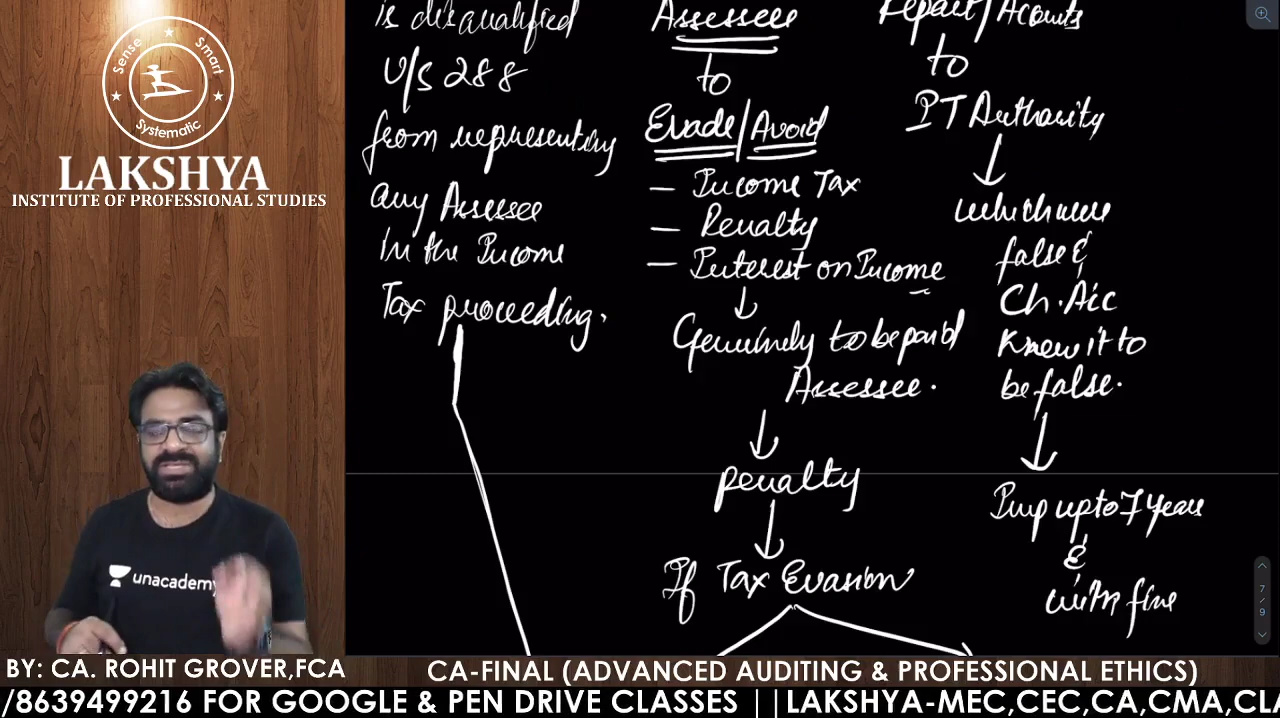 Sense
Smart
Systematic
LAKSHYA
INSTITUTE OF PROFESSIONAL STUDIES
is disqualified
U/s 288
from representing
any Assessee
in the Income
Tax proceeding.
Assessee
to
Evade/Avoid
– Income Tax
– Penalty
– Interest on Income
Genuinely to be paid
Assessee.
penalty
If Tax Evasion
Report/Accounts
to
IT Authority
which were
false &
Ch. A/c
knew it to
be false.
Imp upto 7 years
&
with fine
unacademy
7
/
9
BY: CA. ROHIT GROVER,FCA
CA-FINAL (ADVANCED AUDITING & PROFESSIONAL ETHICS)
/8639499216 FOR GOOGLE & PEN DRIVE CLASSES ||LAKSHYA-MEC,CEC,CA,CMA,CLA